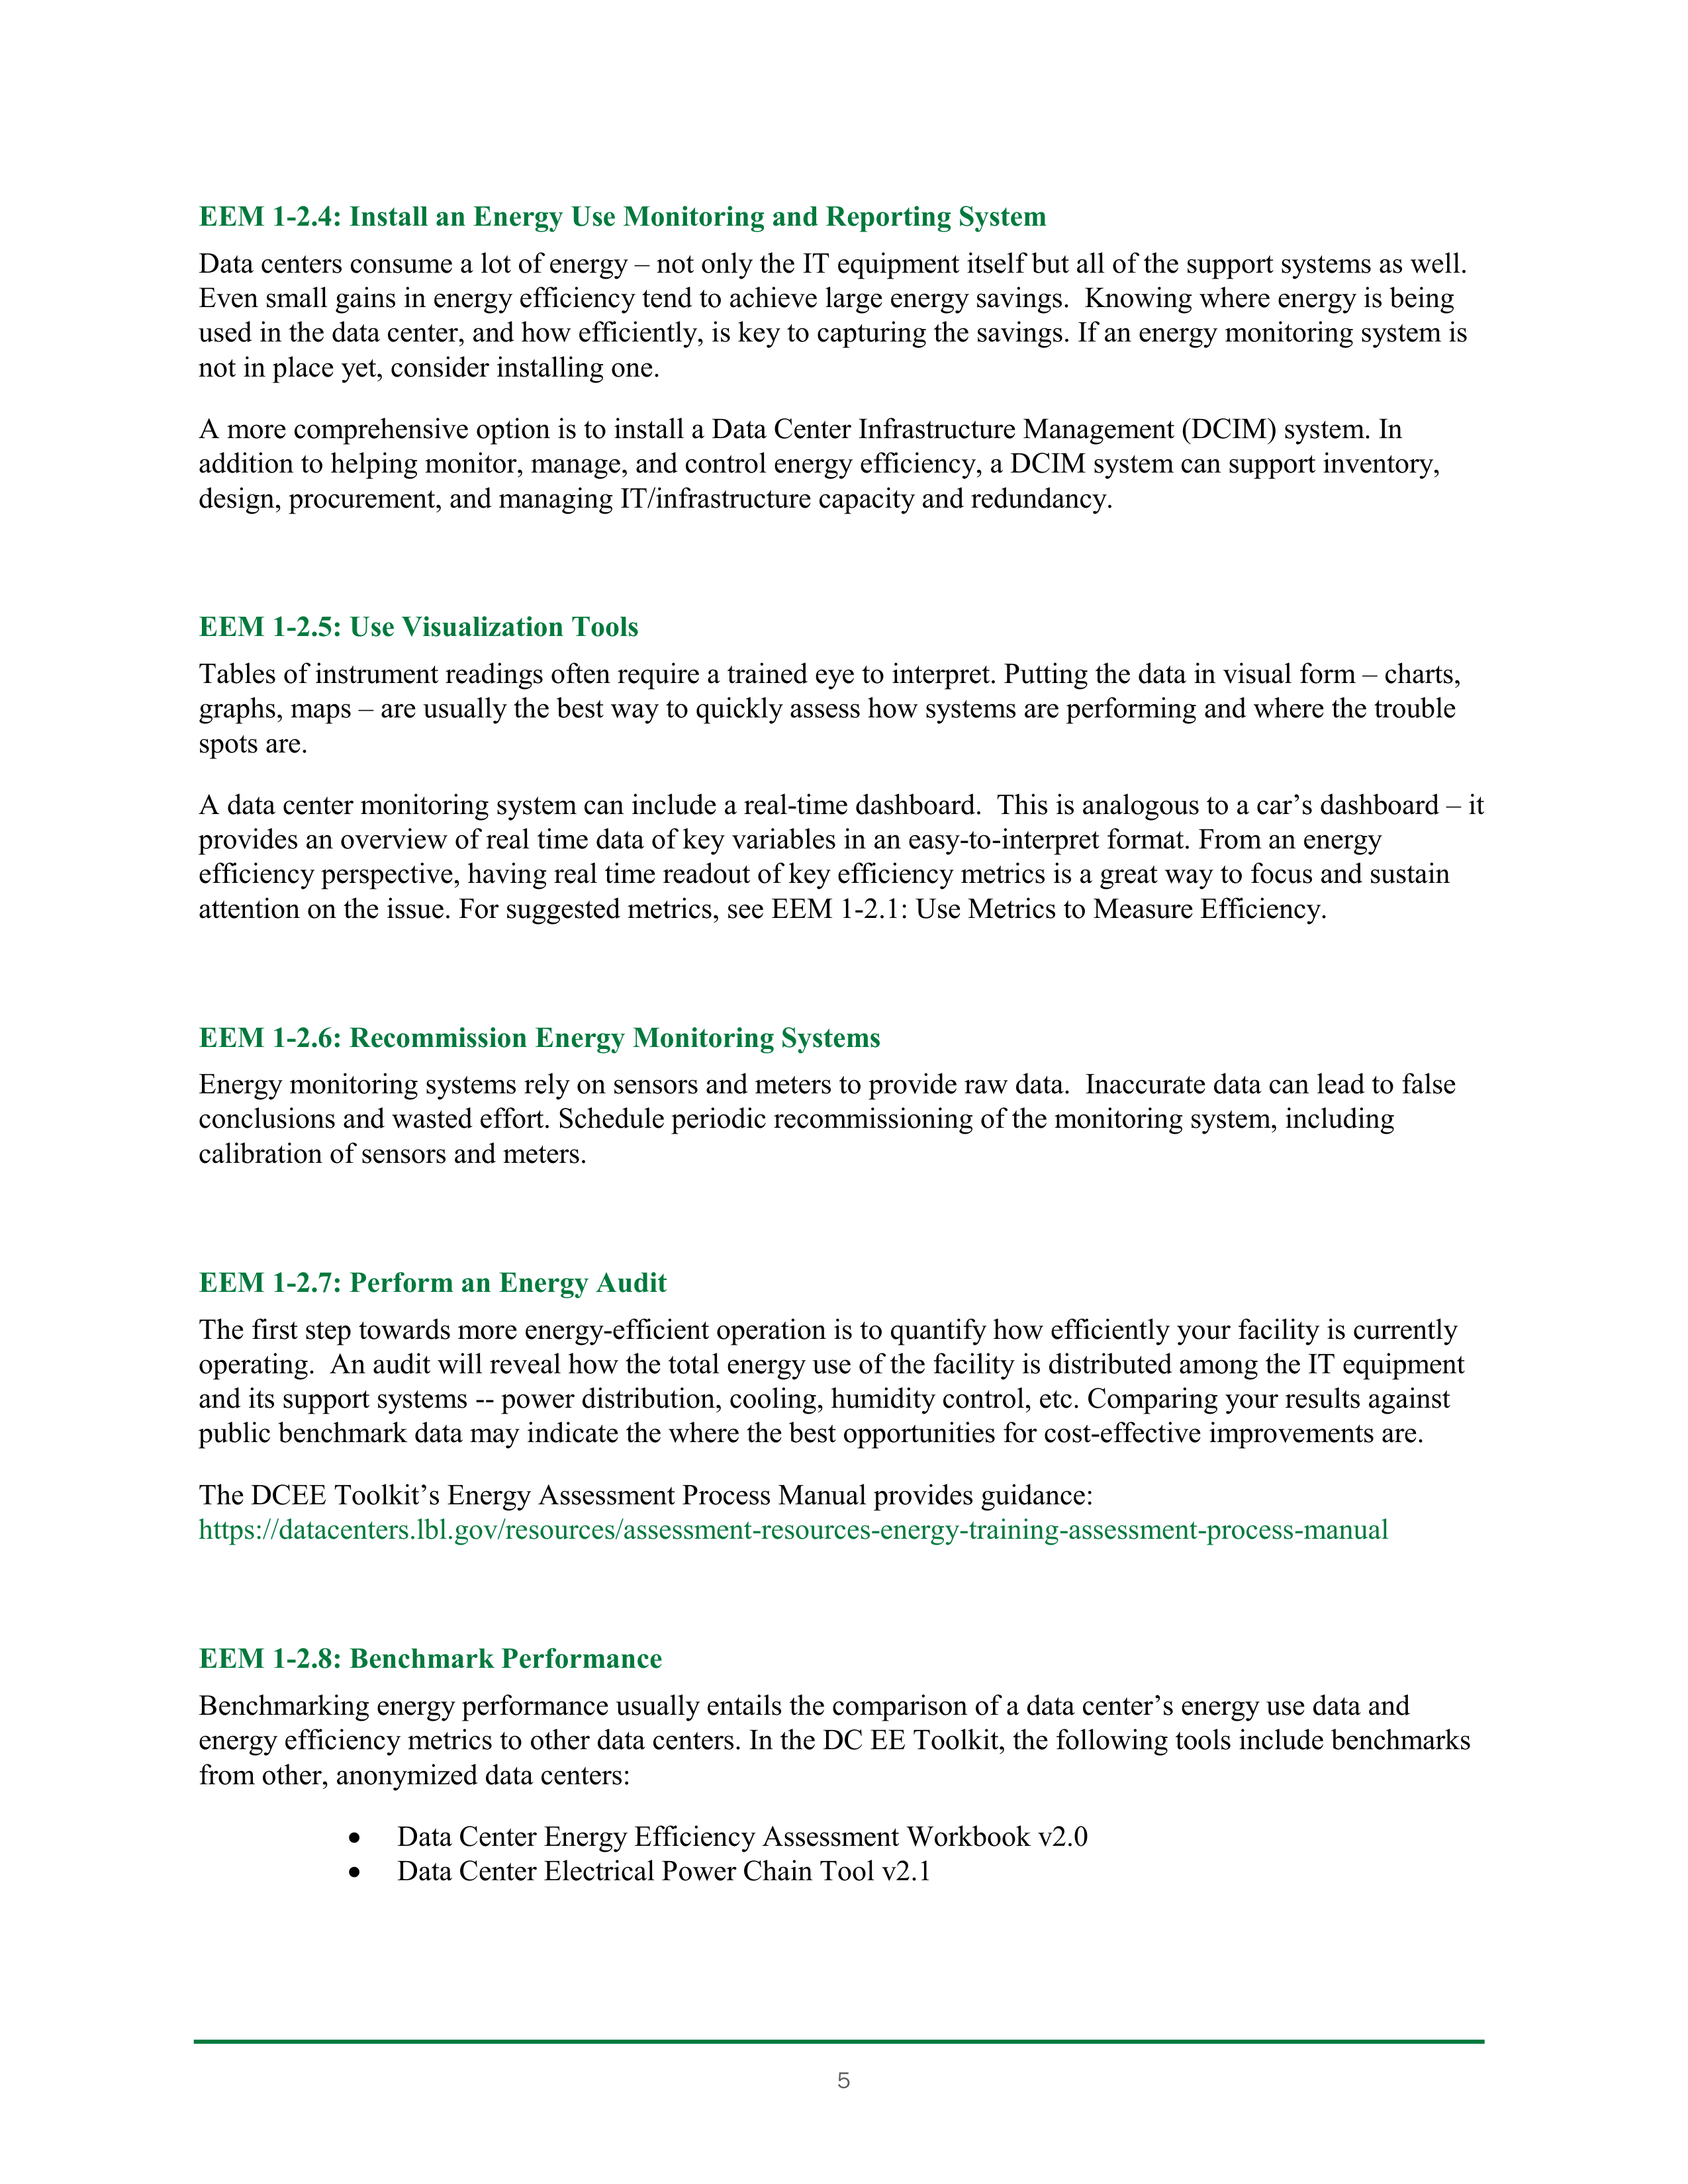 EEM 1-2.4: Install an Energy Use Monitoring and Reporting System
Data centers consume a lot of energy – not only the IT equipment itself but all of the support systems as well.
Even small gains in energy efficiency tend to achieve large energy savings.  Knowing where energy is being
used in the data center, and how efficiently, is key to capturing the savings. If an energy monitoring system is
not in place yet, consider installing one.
A more comprehensive option is to install a Data Center Infrastructure Management (DCIM) system. In
addition to helping monitor, manage, and control energy efficiency, a DCIM system can support inventory,
design, procurement, and managing IT/infrastructure capacity and redundancy.
EEM 1-2.5: Use Visualization Tools
Tables of instrument readings often require a trained eye to interpret. Putting the data in visual form – charts,
graphs, maps – are usually the best way to quickly assess how systems are performing and where the trouble
spots are.
A data center monitoring system can include a real-time dashboard.  This is analogous to a car’s dashboard – it
provides an overview of real time data of key variables in an easy-to-interpret format. From an energy
efficiency perspective, having real time readout of key efficiency metrics is a great way to focus and sustain
attention on the issue. For suggested metrics, see EEM 1-2.1: Use Metrics to Measure Efficiency.
EEM 1-2.6: Recommission Energy Monitoring Systems
Energy monitoring systems rely on sensors and meters to provide raw data.  Inaccurate data can lead to false
conclusions and wasted effort. Schedule periodic recommissioning of the monitoring system, including
calibration of sensors and meters.
EEM 1-2.7: Perform an Energy Audit
The first step towards more energy-efficient operation is to quantify how efficiently your facility is currently
operating.  An audit will reveal how the total energy use of the facility is distributed among the IT equipment
and its support systems -- power distribution, cooling, humidity control, etc. Comparing your results against
public benchmark data may indicate the where the best opportunities for cost-effective improvements are.
The DCEE Toolkit’s Energy Assessment Process Manual provides guidance:
https://datacenters.lbl.gov/resources/assessment-resources-energy-training-assessment-process-manual
EEM 1-2.8: Benchmark Performance
Benchmarking energy performance usually entails the comparison of a data center’s energy use data and
energy efficiency metrics to other data centers. In the DC EE Toolkit, the following tools include benchmarks
from other, anonymized data centers:
• Data Center Energy Efficiency Assessment Workbook v2.0
• Data Center Electrical Power Chain Tool v2.1
5